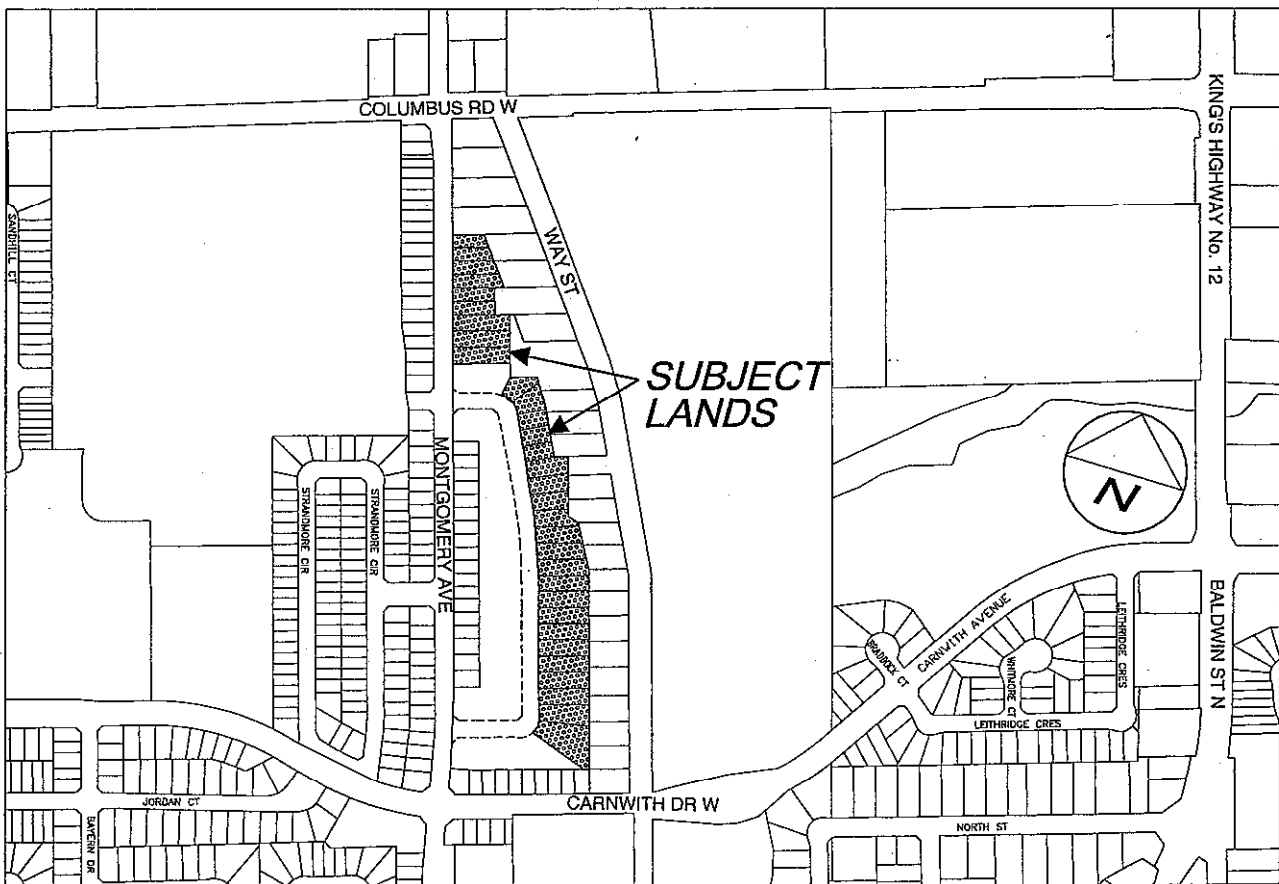 COLUMBUS RD W
KING'S HIGHWAY No. 12
SANDHILL CT
WAY ST
SUBJECT
LANDS
MONTGOMERY AVE
STRANDMORE CIR
STRANDMORE CIR
N
CARNWITH AVENUE
BRADDOCK CT
WHITMORE CT
LEITHRIDGE CRES
LEITHRIDGE CRES
BALDWIN ST N
JORDAN CT
CARNWITH DR W
NORTH ST
BAYERN DR